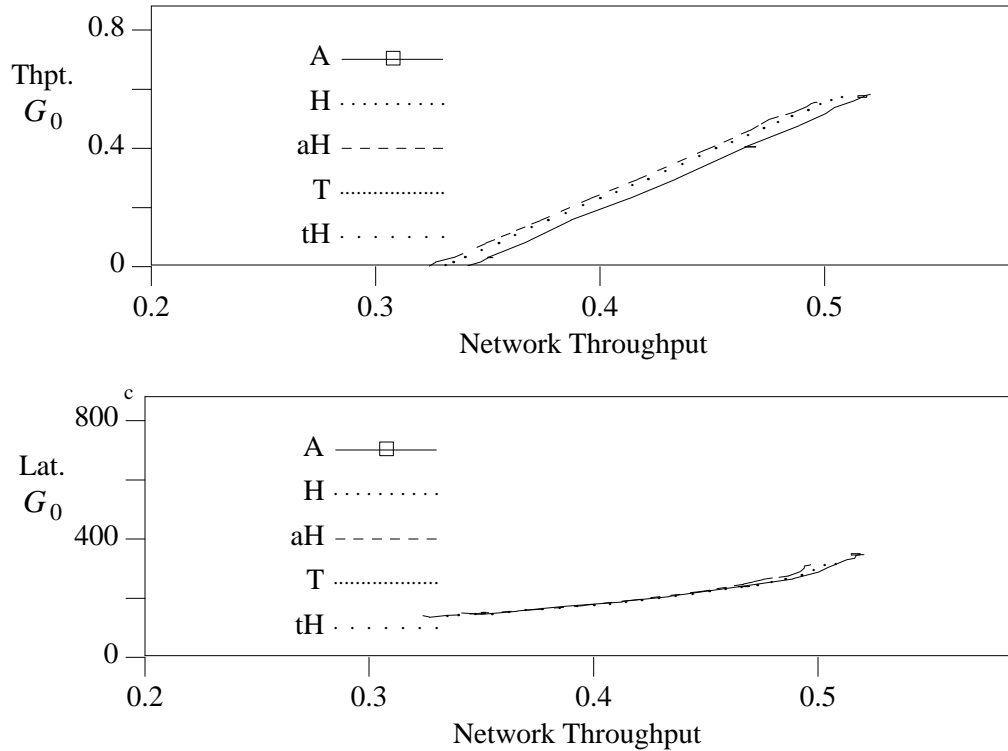 0.8
A
Thpt.
H
G0
0.4
aH
T
tH
0
0.2
0.3
0.4
0.5
Network Throughput
c
800
A
Lat.
H
G0
400
aH
T
tH
0
0.2
0.3
0.4
0.5
Network Throughput